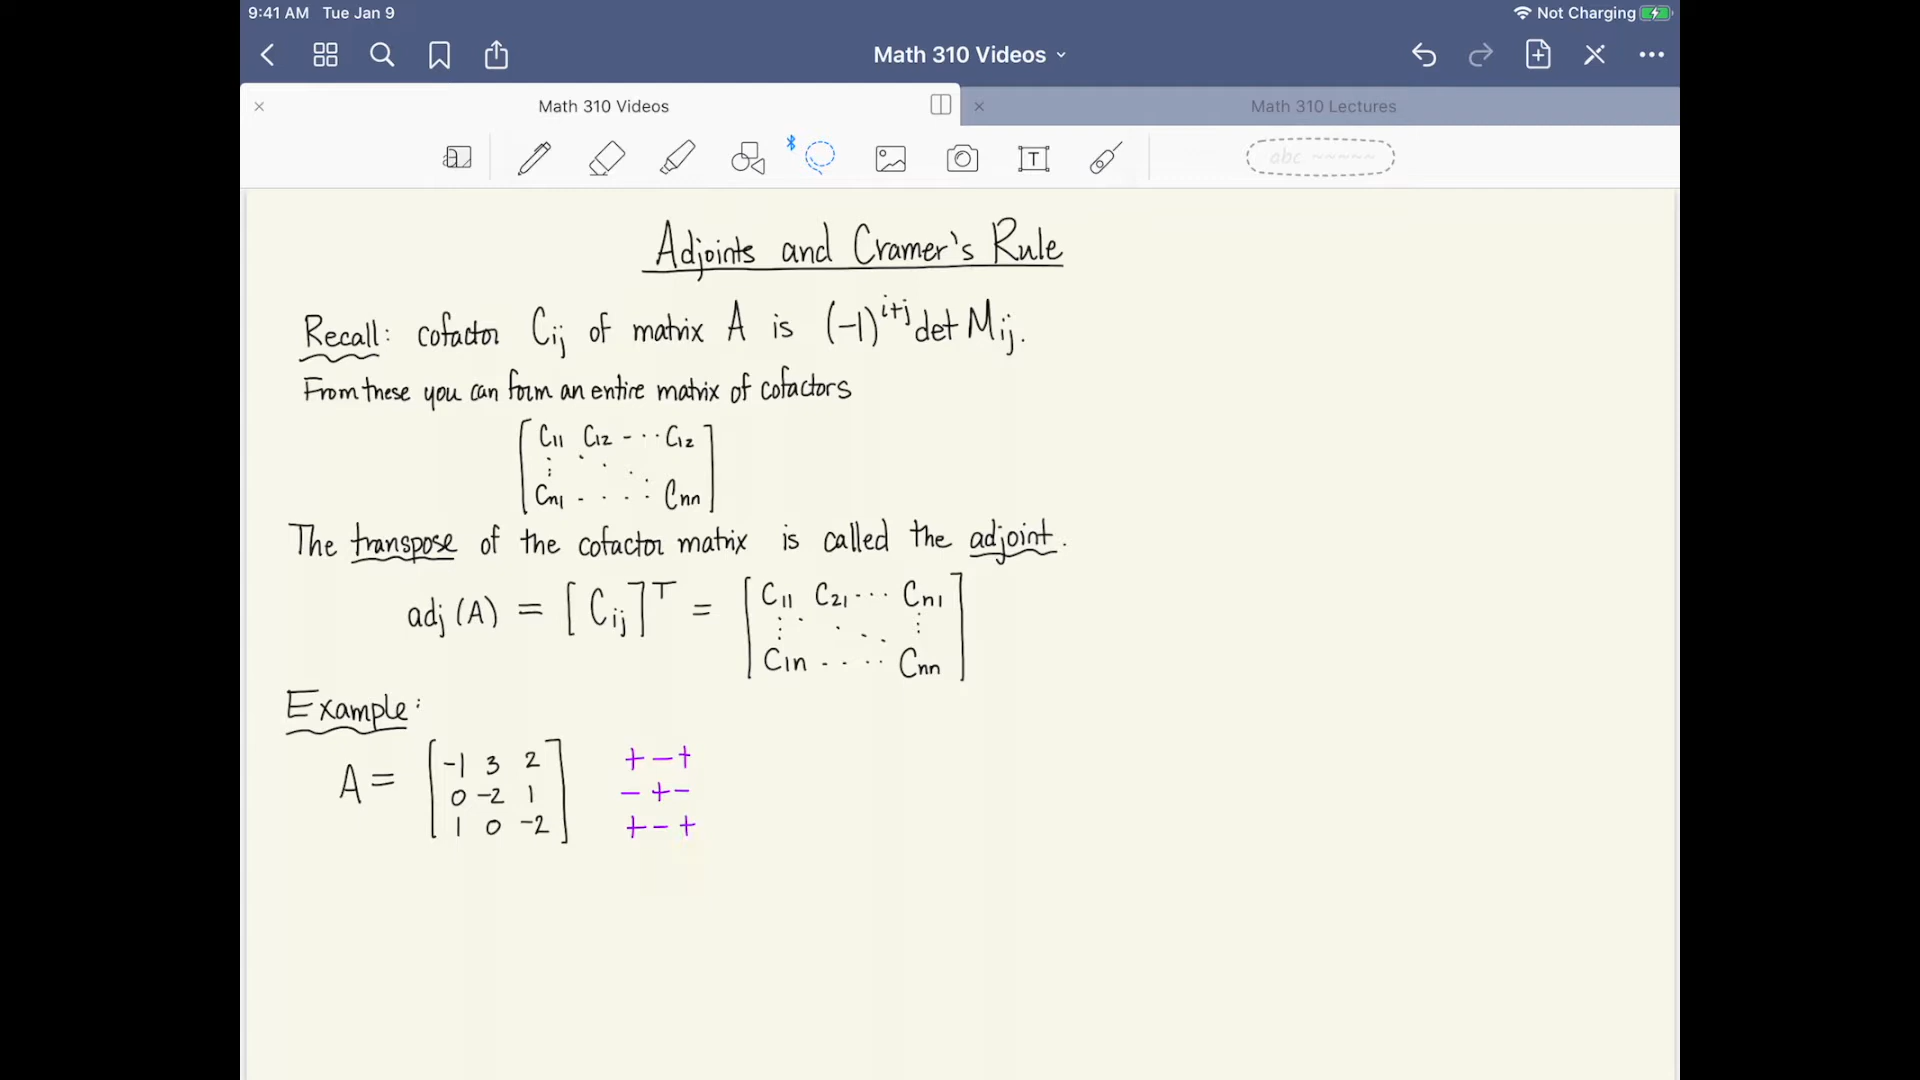 9:41 AM Tue Jan 9 Not Charging
Math 310 Videos
Math 310 Videos Math 310 Lectures
a T abc
Adjoints and Cramer's Rule
Recall: cofactor Cij of matrix A is (-1)^i+j det Mij.
From these you can form an entire matrix of cofactors
[ C11 C12 - ·· C12 ]
[ ⋮ · · · ⋮ ]
[ Cn1 - · · · Cnn ]
The transpose of the cofactor matrix is called the adjoint.
adj (A) = [Cij]^T = [ C11 C21 ··· Cn1 ]
[ ⋮ · · · · ⋮ ]
[ C1n - - ·· Cnn ]
Example:
A = [ -1 3 2 ] + - +
[ 0 -2 1 ] - + -
[ 1 0 -2 ] + - +